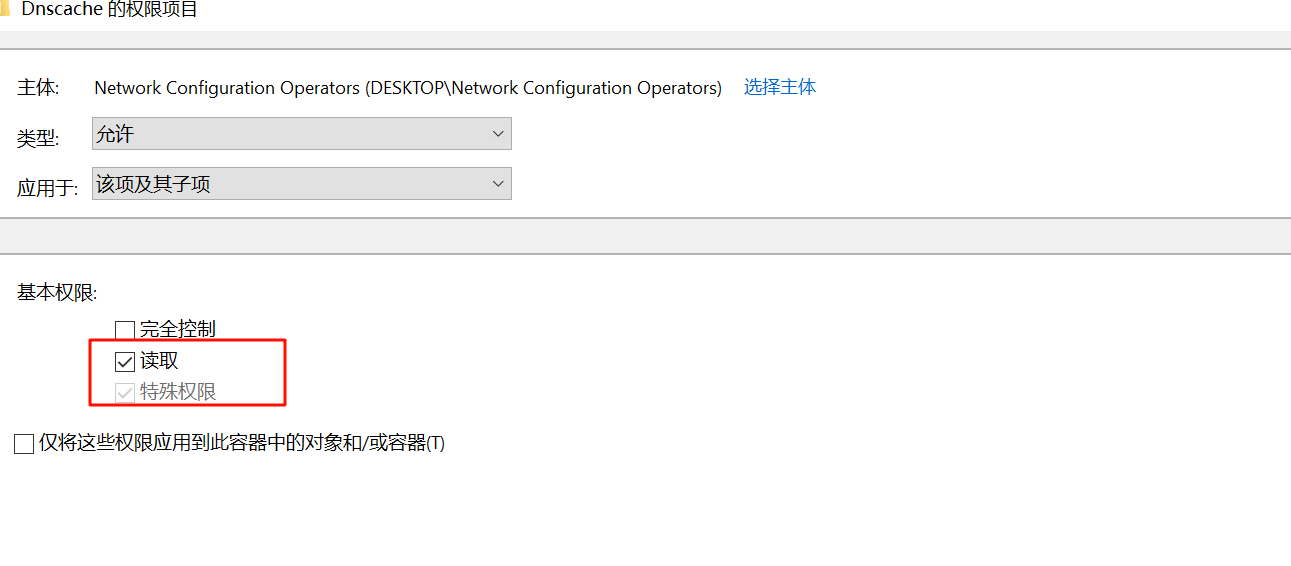 Dnscache 的权限项目
主体: Network Configuration Operators (DESKTOP\Network Configuration Operators) 选择主体
类型: 允许
应用于: 该项及其子项
基本权限:
完全控制
读取
特殊权限
仅将这些权限应用到此容器中的对象和/或容器(T)